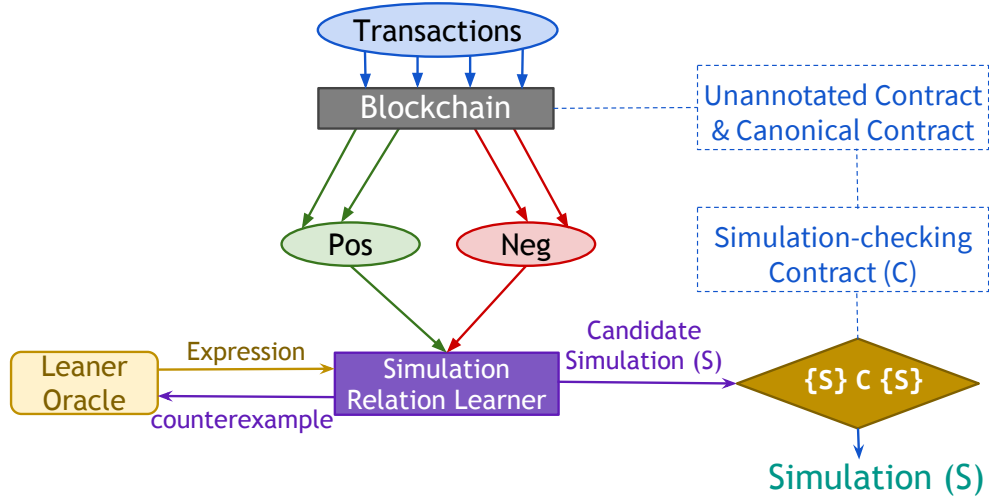 Transactions
Blockchain
Unannotated Contract
& Canonical Contract
Pos
Neg
Simulation-checking
Contract (C)
Leaner
Oracle
Expression
counterexample
Simulation
Relation Learner
Candidate
Simulation (S)
{S} C {S}
Simulation (S)